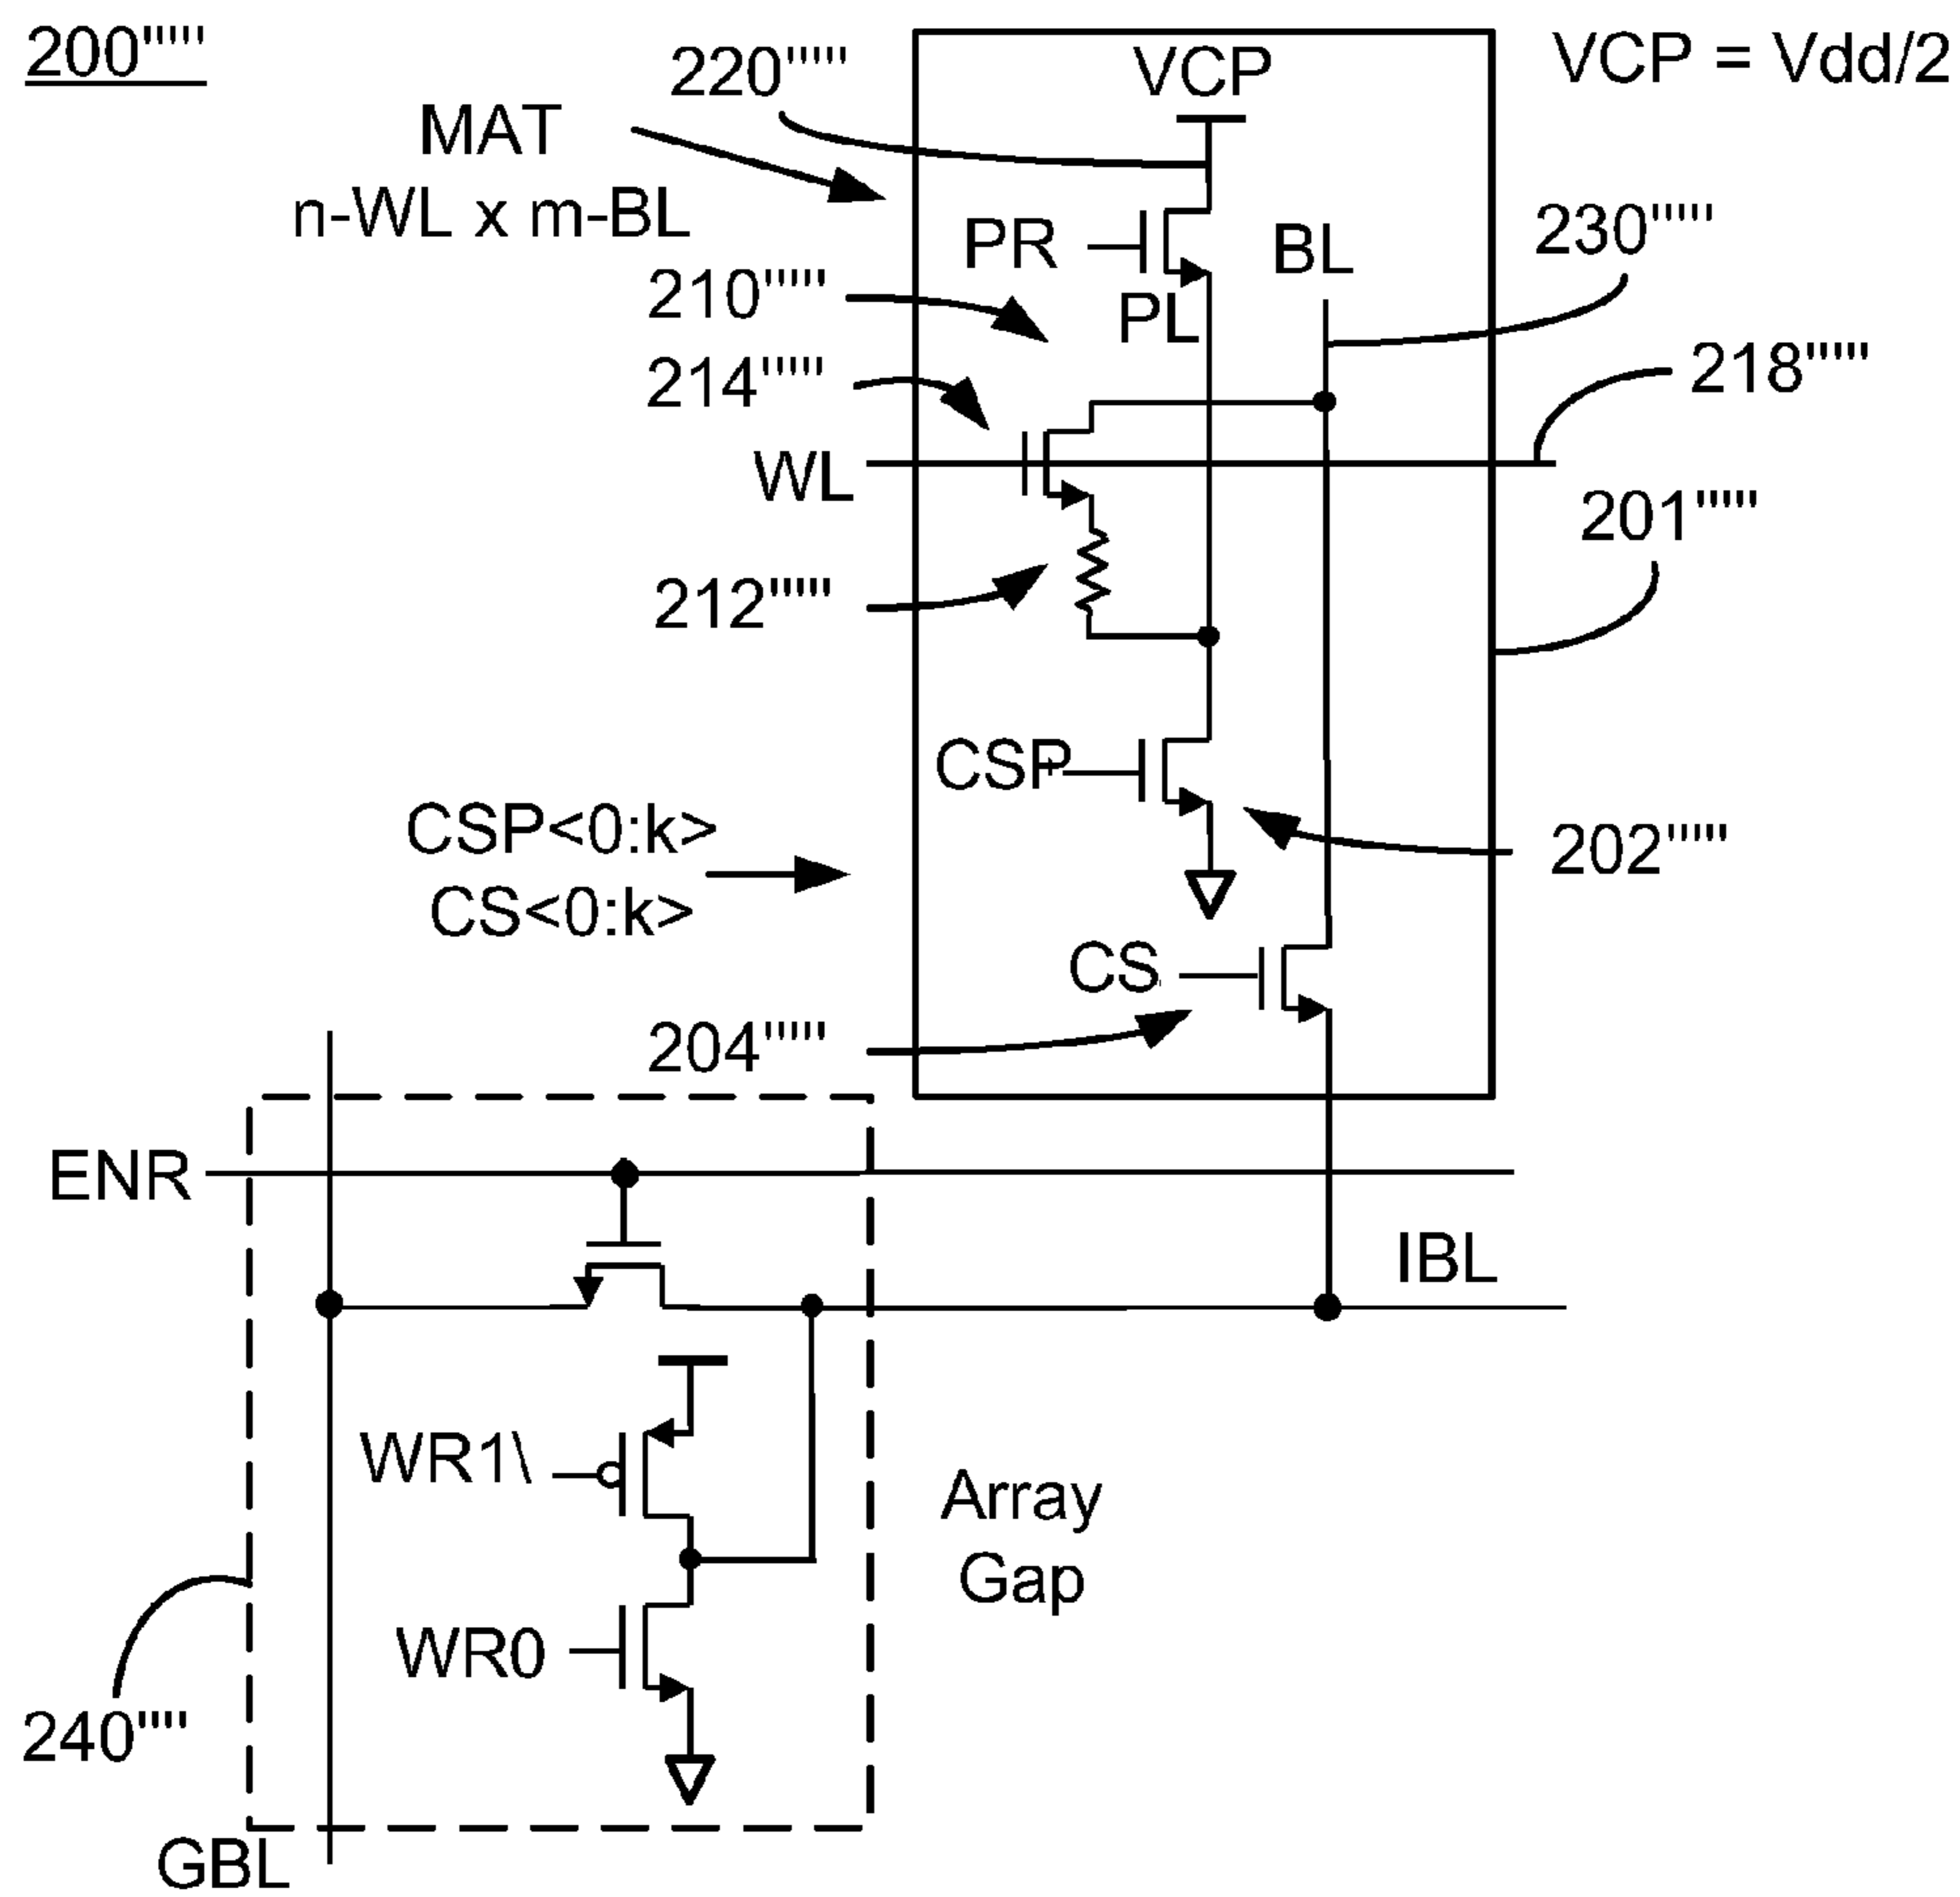 200'''''
220'''''
VCP
VCP = Vdd/2
MAT
n-WL x m-BL
PR
BL
230'''''
210'''''
PL
214'''''
218'''''
WL
201'''''
212'''''
CSP
CSP<0:k>
CS<0:k>
202'''''
CS
204'''''
ENR
IBL
WR1\
Array
Gap
WR0
240''''
GBL